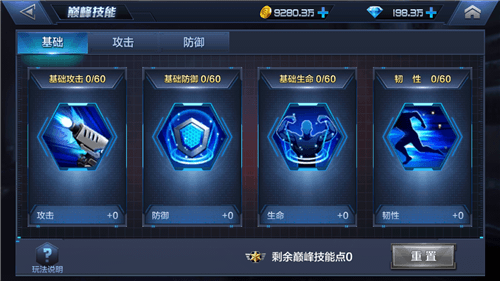 巅峰技能
9280.3万
198.3万
基础 攻击 防御
基础攻击 0/60
基础防御 0/60
基础生命 0/60
韧 性 0/60
攻击 +0
防御 +0
生命 +0
韧性 +0
?
玩法说明
剩余巅峰技能点0
重置